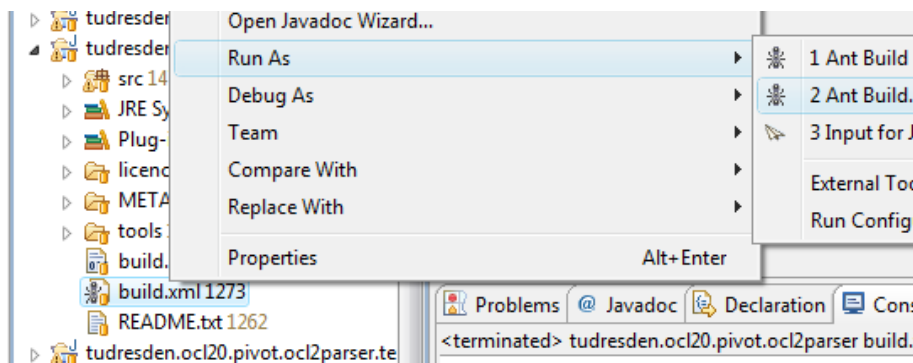 tudresder
Open Javadoc Wizard...
tudresder
Run As
1 Ant Build
src 14
Debug As
2 Ant Build.
JRE Sy
Team
3 Input for J
Plug-
Compare With
licenc
External Too
META
Replace With
Run Config
tools
build.
Properties Alt+Enter
build.xml 1273
Problems @ Javadoc Declaration Cons
README.txt 1262
<terminated> tudresden.ocl20.pivot.ocl2parser build.
tudresden.ocl20.pivot.ocl2parser.te